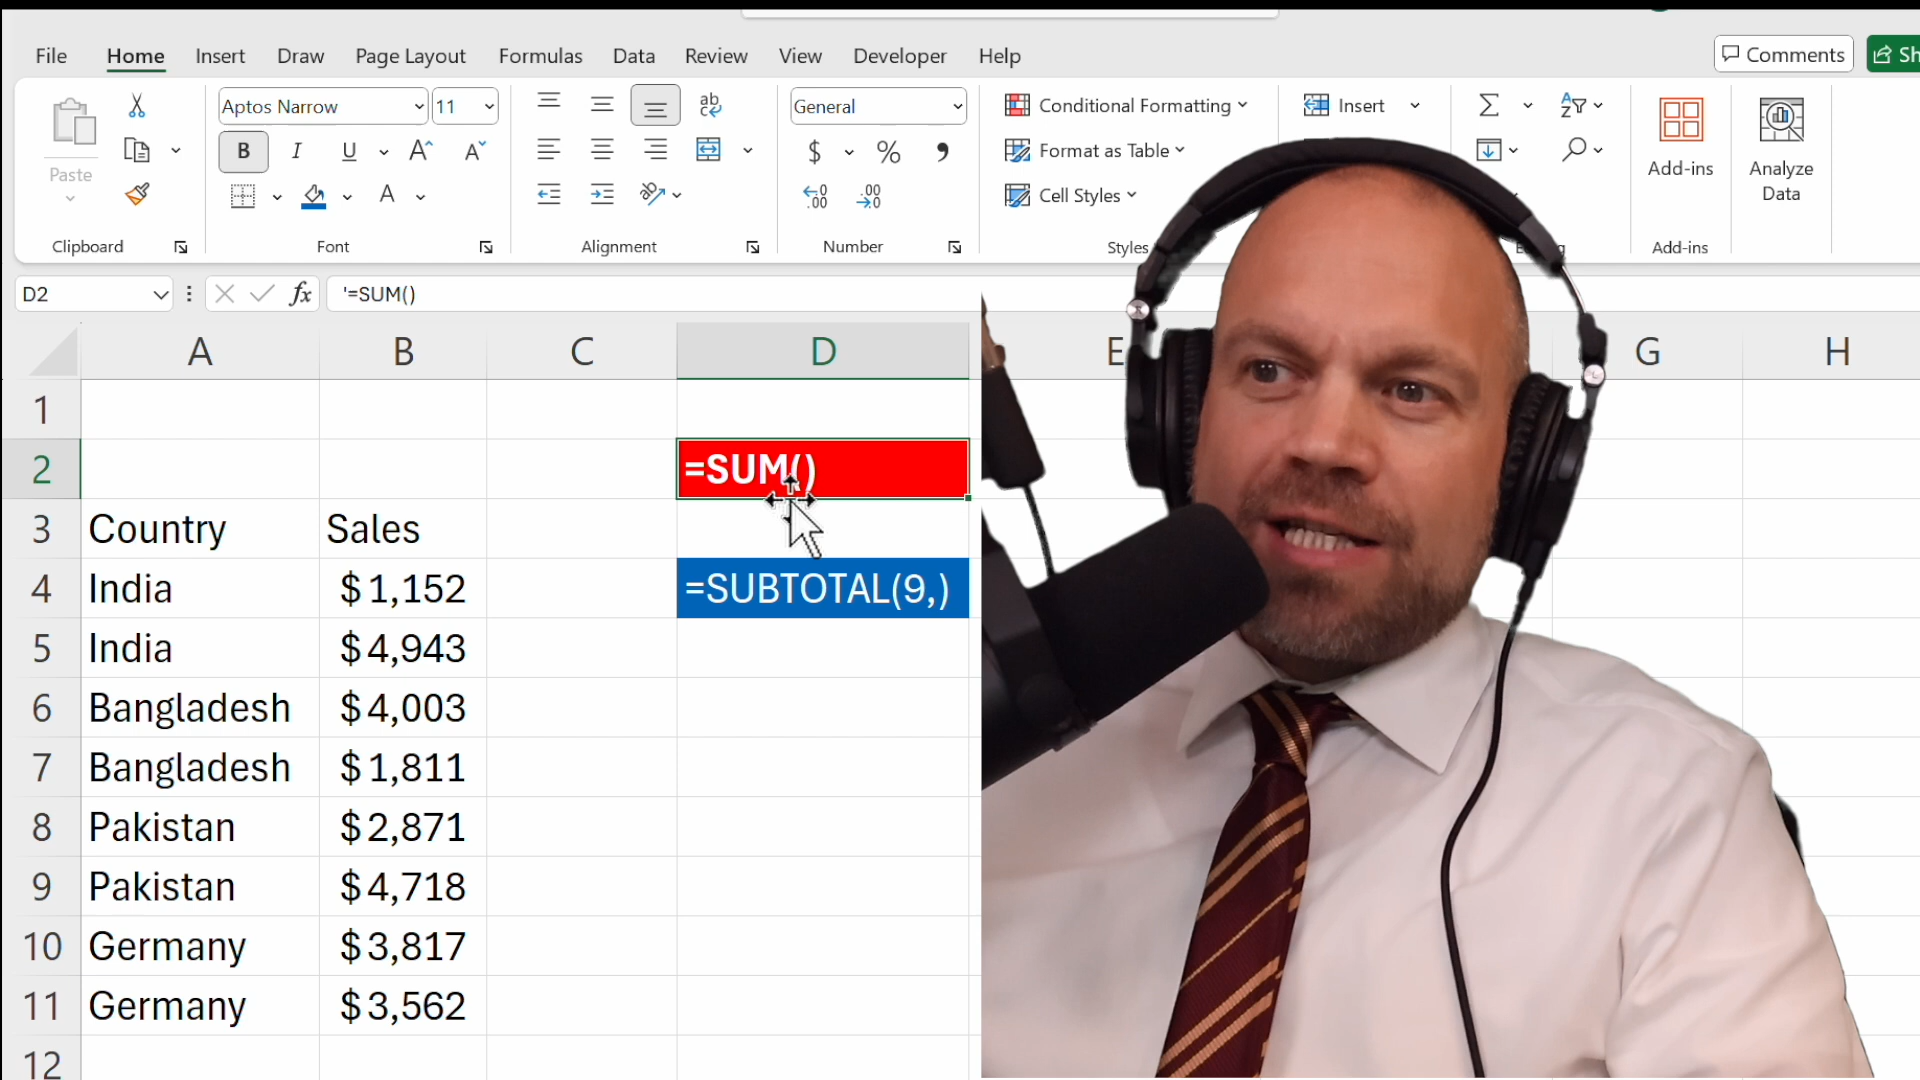 File Home Insert Draw Page Layout Formulas Data Review View Developer Help Comments
Aptos Narrow 11 ab General Conditional Formatting Insert
Paste B I U A A $ % Format as Table Add-ins Analyze Data
A Cell Styles
Clipboard Font Alignment Number Styles Add-ins
D2 fx '=SUM()
A B C D E G H
1
2 =SUM()
3 Country Sales
4 India $1,152 =SUBTOTAL(9,)
5 India $4,943
6 Bangladesh $4,003
7 Bangladesh $1,811
8 Pakistan $2,871
9 Pakistan $4,718
10 Germany $3,817
11 Germany $3,562
12